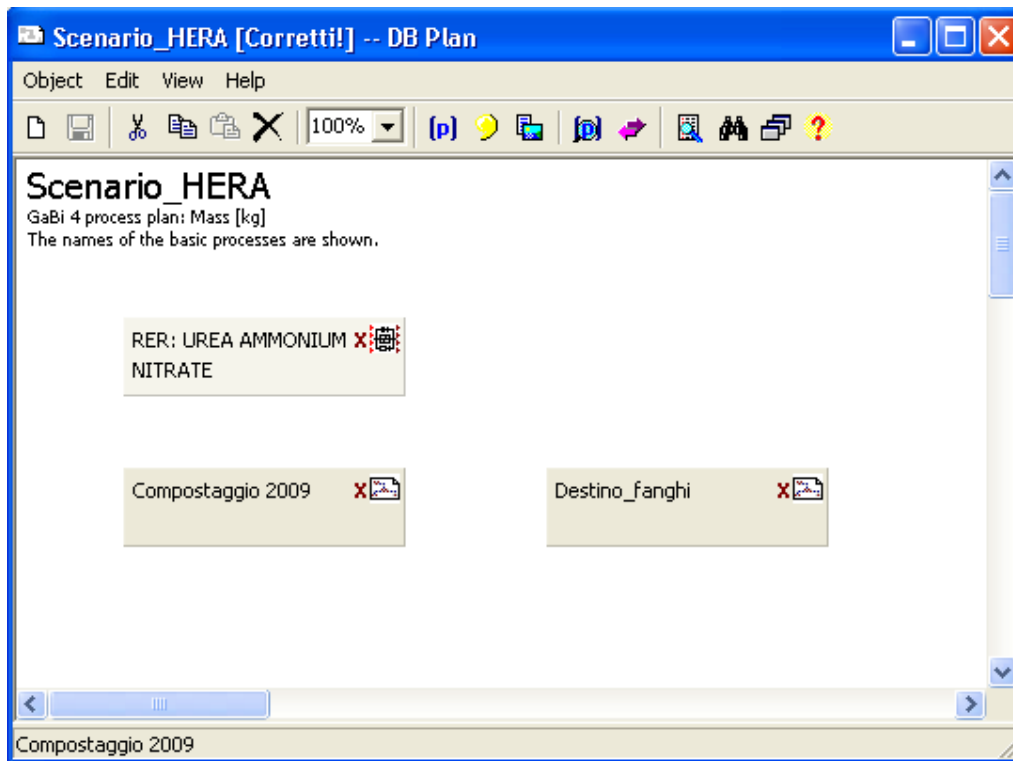 Scenario_HERA [Corretti!] -- DB Plan
Object Edit View Help
100% (p) (p) ?
Scenario_HERA
GaBi 4 process plan: Mass [kg]
The names of the basic processes are shown.
RER: UREA AMMONIUM X
NITRATE
Compostaggio 2009 X
Destino_fanghi X
Compostaggio 2009